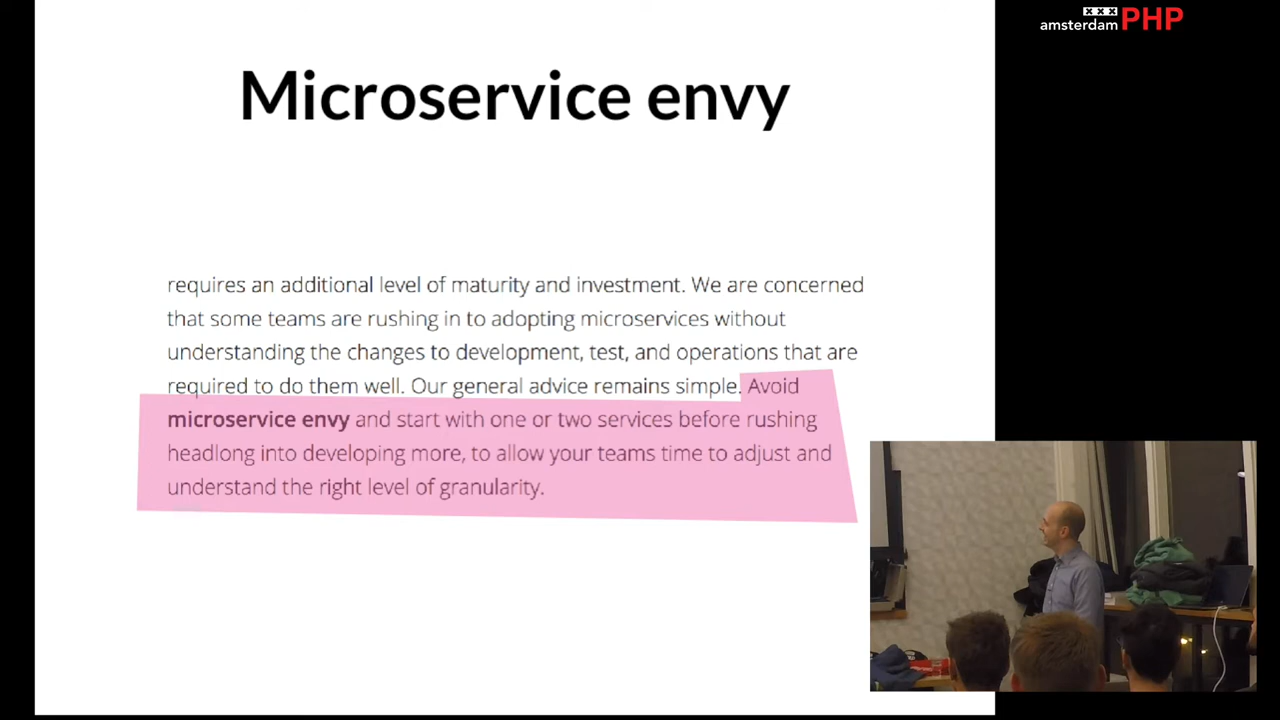 Microservice envy
requires an additional level of maturity and investment. We are concerned
that some teams are rushing in to adopting microservices without
understanding the changes to development, test, and operations that are
required to do them well. Our general advice remains simple. Avoid
microservice envy and start with one or two services before rushing
headlong into developing more, to allow your teams time to adjust and
understand the right level of granularity.
xxx
amsterdamPHP